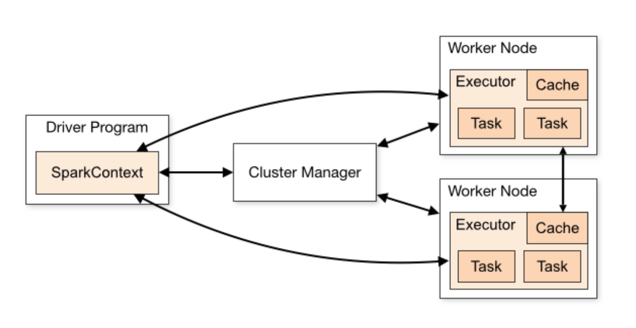 Driver Program
SparkContext
Cluster Manager
Worker Node
Executor
Cache
Task
Task
Worker Node
Executor
Cache
Task
Task